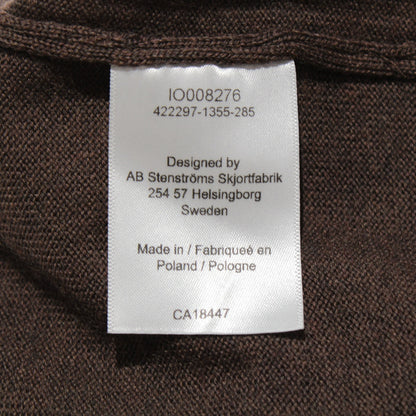 IO008276
422297-1355-285
Designed by
AB Stenströms Skjortfabrik
254 57 Helsingborg
Sweden
Made in / Fabriqueé en
Poland / Pologne
CA18447